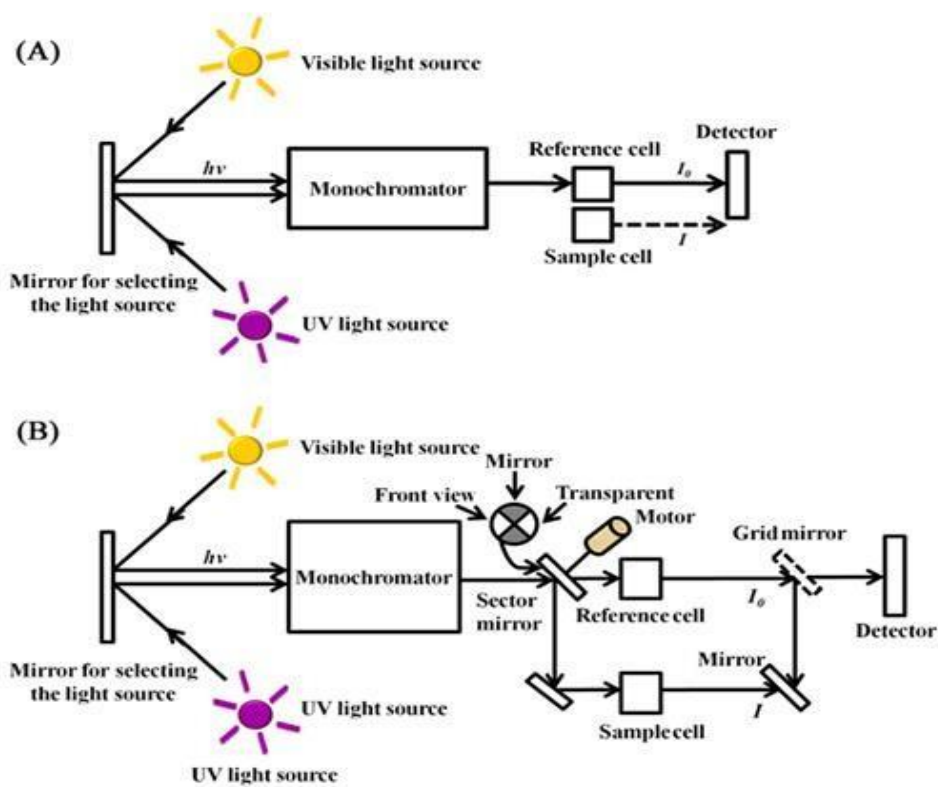 (A)
Visible light source
Detector
Reference cell
hν
I₀
Monochromator
I
Sample cell
Mirror for selecting
the light source
UV light source
(B)
Visible light source
Mirror
Front view
Transparent
Motor
Grid mirror
hν
Monochromator
Sector
mirror
Reference cell
I₀
Detector
Mirror for selecting
the light source
Mirror
UV light source
I
Sample cell
UV light source